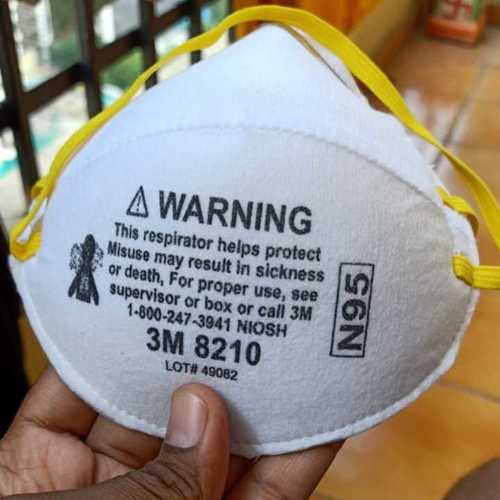 ⚠ WARNING
This respirator helps protect
Misuse may result in sickness
or death, For proper use, see
supervisor or box or call 3M
1-800-247-3941 NIOSH
3M 8210
LOT# 49082
N95